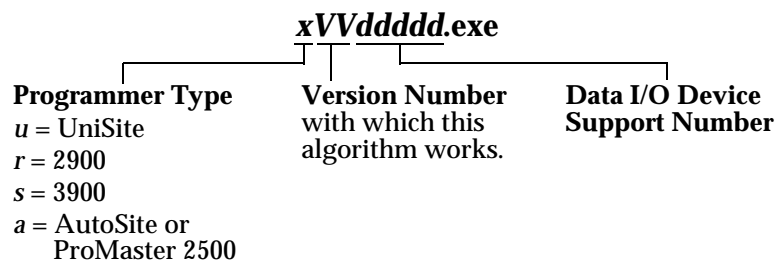 xVVddddd.exe
Programmer Type
u = UniSite
r = 2900
s = 3900
a = AutoSite or
ProMaster 2500
Version Number
with which this
algorithm works.
Data I/O Device
Support Number